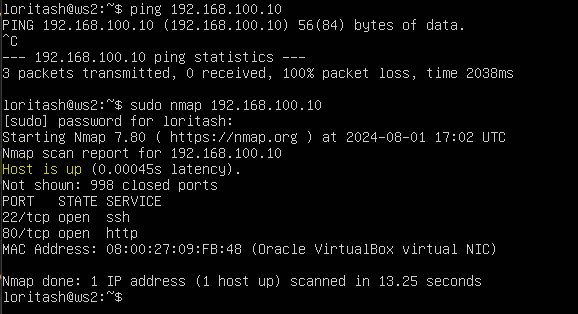 loritash@ws2:~$ ping 192.168.100.10
PING 192.168.100.10 (192.168.100.10) 56(84) bytes of data.
^C
--- 192.168.100.10 ping statistics ---
3 packets transmitted, 0 received, 100% packet loss, time 2038ms

loritash@ws2:~$ sudo nmap 192.168.100.10
[sudo] password for loritash:
Starting Nmap 7.80 ( https://nmap.org ) at 2024-08-01 17:02 UTC
Nmap scan report for 192.168.100.10
Host is up (0.00045s latency).
Not shown: 998 closed ports
PORT   STATE SERVICE
22/tcp open  ssh
80/tcp open  http
MAC Address: 08:00:27:09:FB:48 (Oracle VirtualBox virtual NIC)

Nmap done: 1 IP address (1 host up) scanned in 13.25 seconds
loritash@ws2:~$